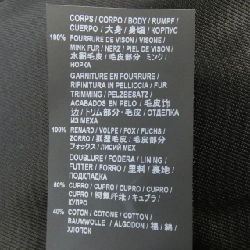 CORPS / CORPO / BODY / RUMPF /
CUERPO / 大身 / 身頃 / КОРПУС
100% FOURRURE DE VISON / VISONE /
MINK FUR / NERZ / PIEL DE VISON /
水貂毛皮 / 毛皮部分 ミンク /
НОРКА
GARNITURE EN FOURRURE /
RIFINITURA IN PELLICCIA / FUR
TRIMMING / PELZBESATZ /
ACABADOS EN PELO / 毛皮饰
边 / トリム部分 - 毛皮 / ОТДЕЛКА
ИЗ МЕХА
100% RENARD / VOLPE / FOX / FUCHS /
ZORRO / 狐狸毛皮 / 毛皮部分
フォックス / ЛИСИЙ МЕХ
DOUBLURE / FODERA / LINING /
FUTTER / FORRO / 里料 / 裏地 /
ПОДКЛАДКА
60% CUPRO / CUPRO / CUPRO / CUPRO /
CUPRO / 铜氨纤维 / キュプラ /
КУПРО
40% COTON / COTONE / COTTON /
BAUMWOLLE / ALGODON / 棉 / 綿 /
ХЛОПОК